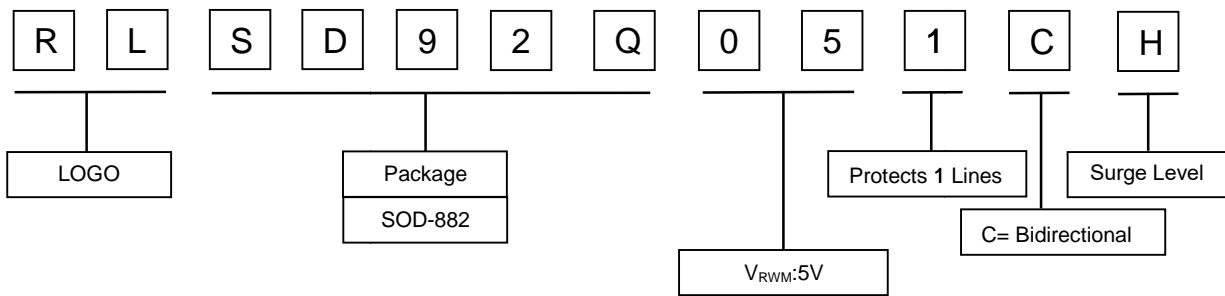 R L S D 9 2 Q 0 5 1 C H
LOGO
Package
SOD-882
Protects 1 Lines
Surge Level
C= Bidirectional
VRWM:5V